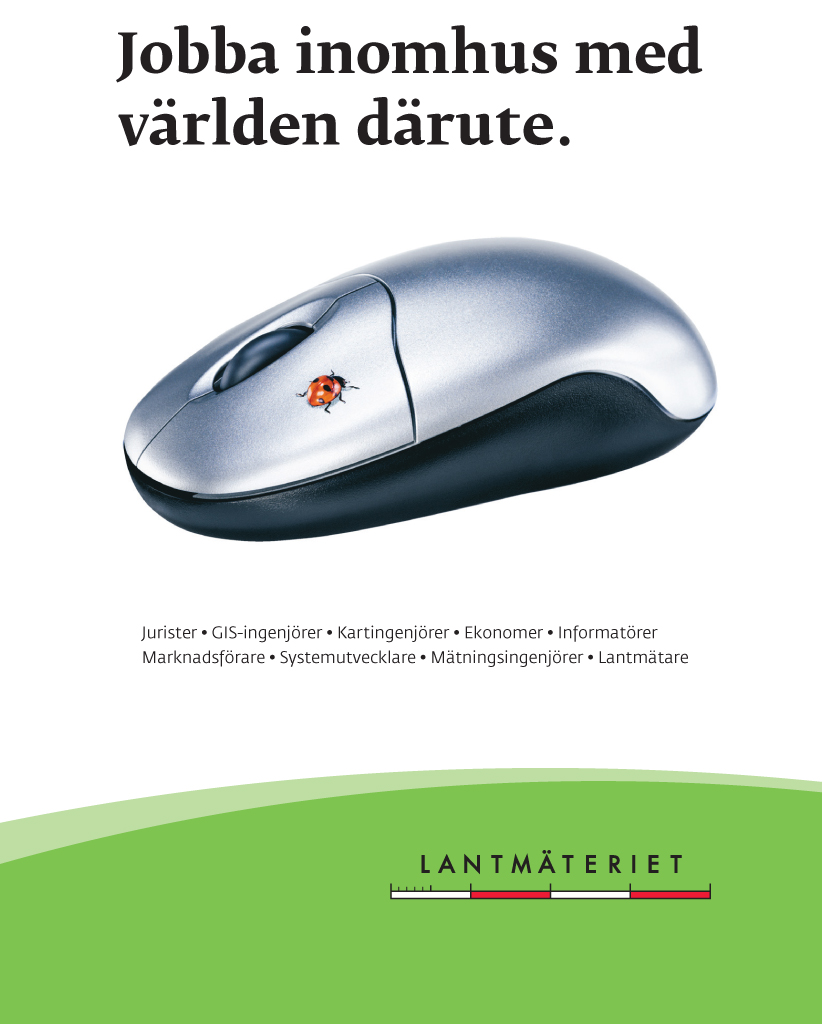 Jobba inomhus med
världen därute.
Jurister • GIS-ingenjörer • Kartingenjörer • Ekonomer • Informatörer
Marknadsförare • Systemutvecklare • Mätningsingenjörer • Lantmätare
LANTMÄTERIET